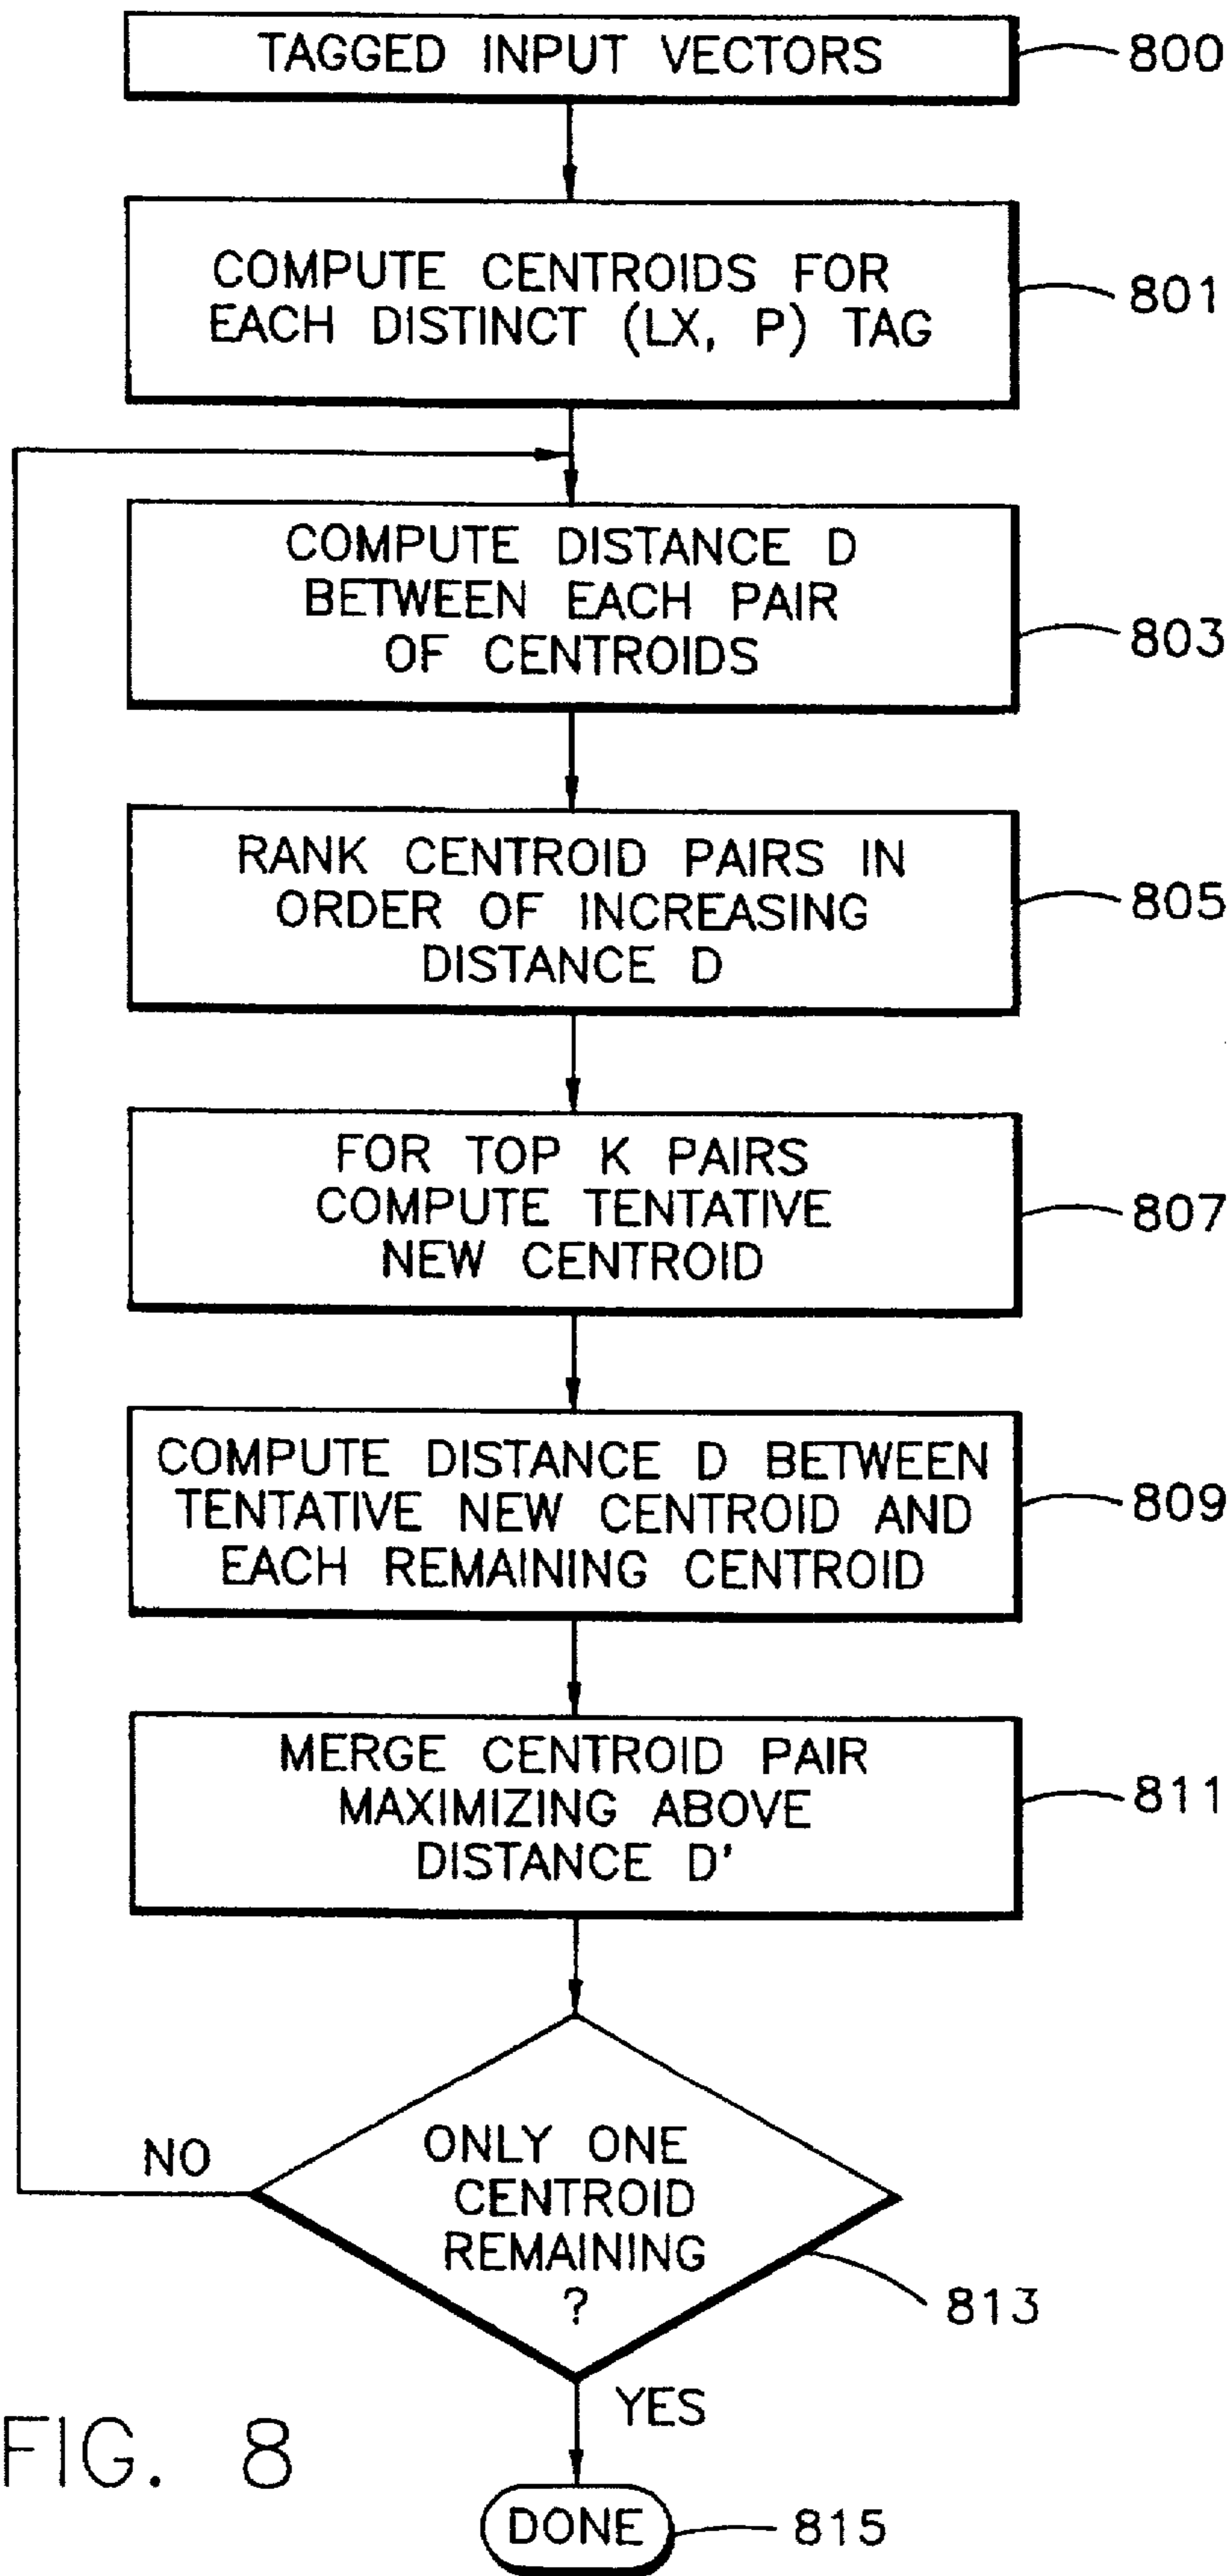 TAGGED INPUT VECTORS
800
COMPUTE CENTROIDS FOR
EACH DISTINCT (LX, P) TAG
801
COMPUTE DISTANCE D
BETWEEN EACH PAIR
OF CENTROIDS
803
RANK CENTROID PAIRS IN
ORDER OF INCREASING
DISTANCE D
805
FOR TOP K PAIRS
COMPUTE TENTATIVE
NEW CENTROID
807
COMPUTE DISTANCE D BETWEEN
TENTATIVE NEW CENTROID AND
EACH REMAINING CENTROID
809
MERGE CENTROID PAIR
MAXIMIZING ABOVE
DISTANCE D'
811
NO
ONLY ONE
CENTROID
REMAINING
?
813
YES
FIG. 8
DONE
815